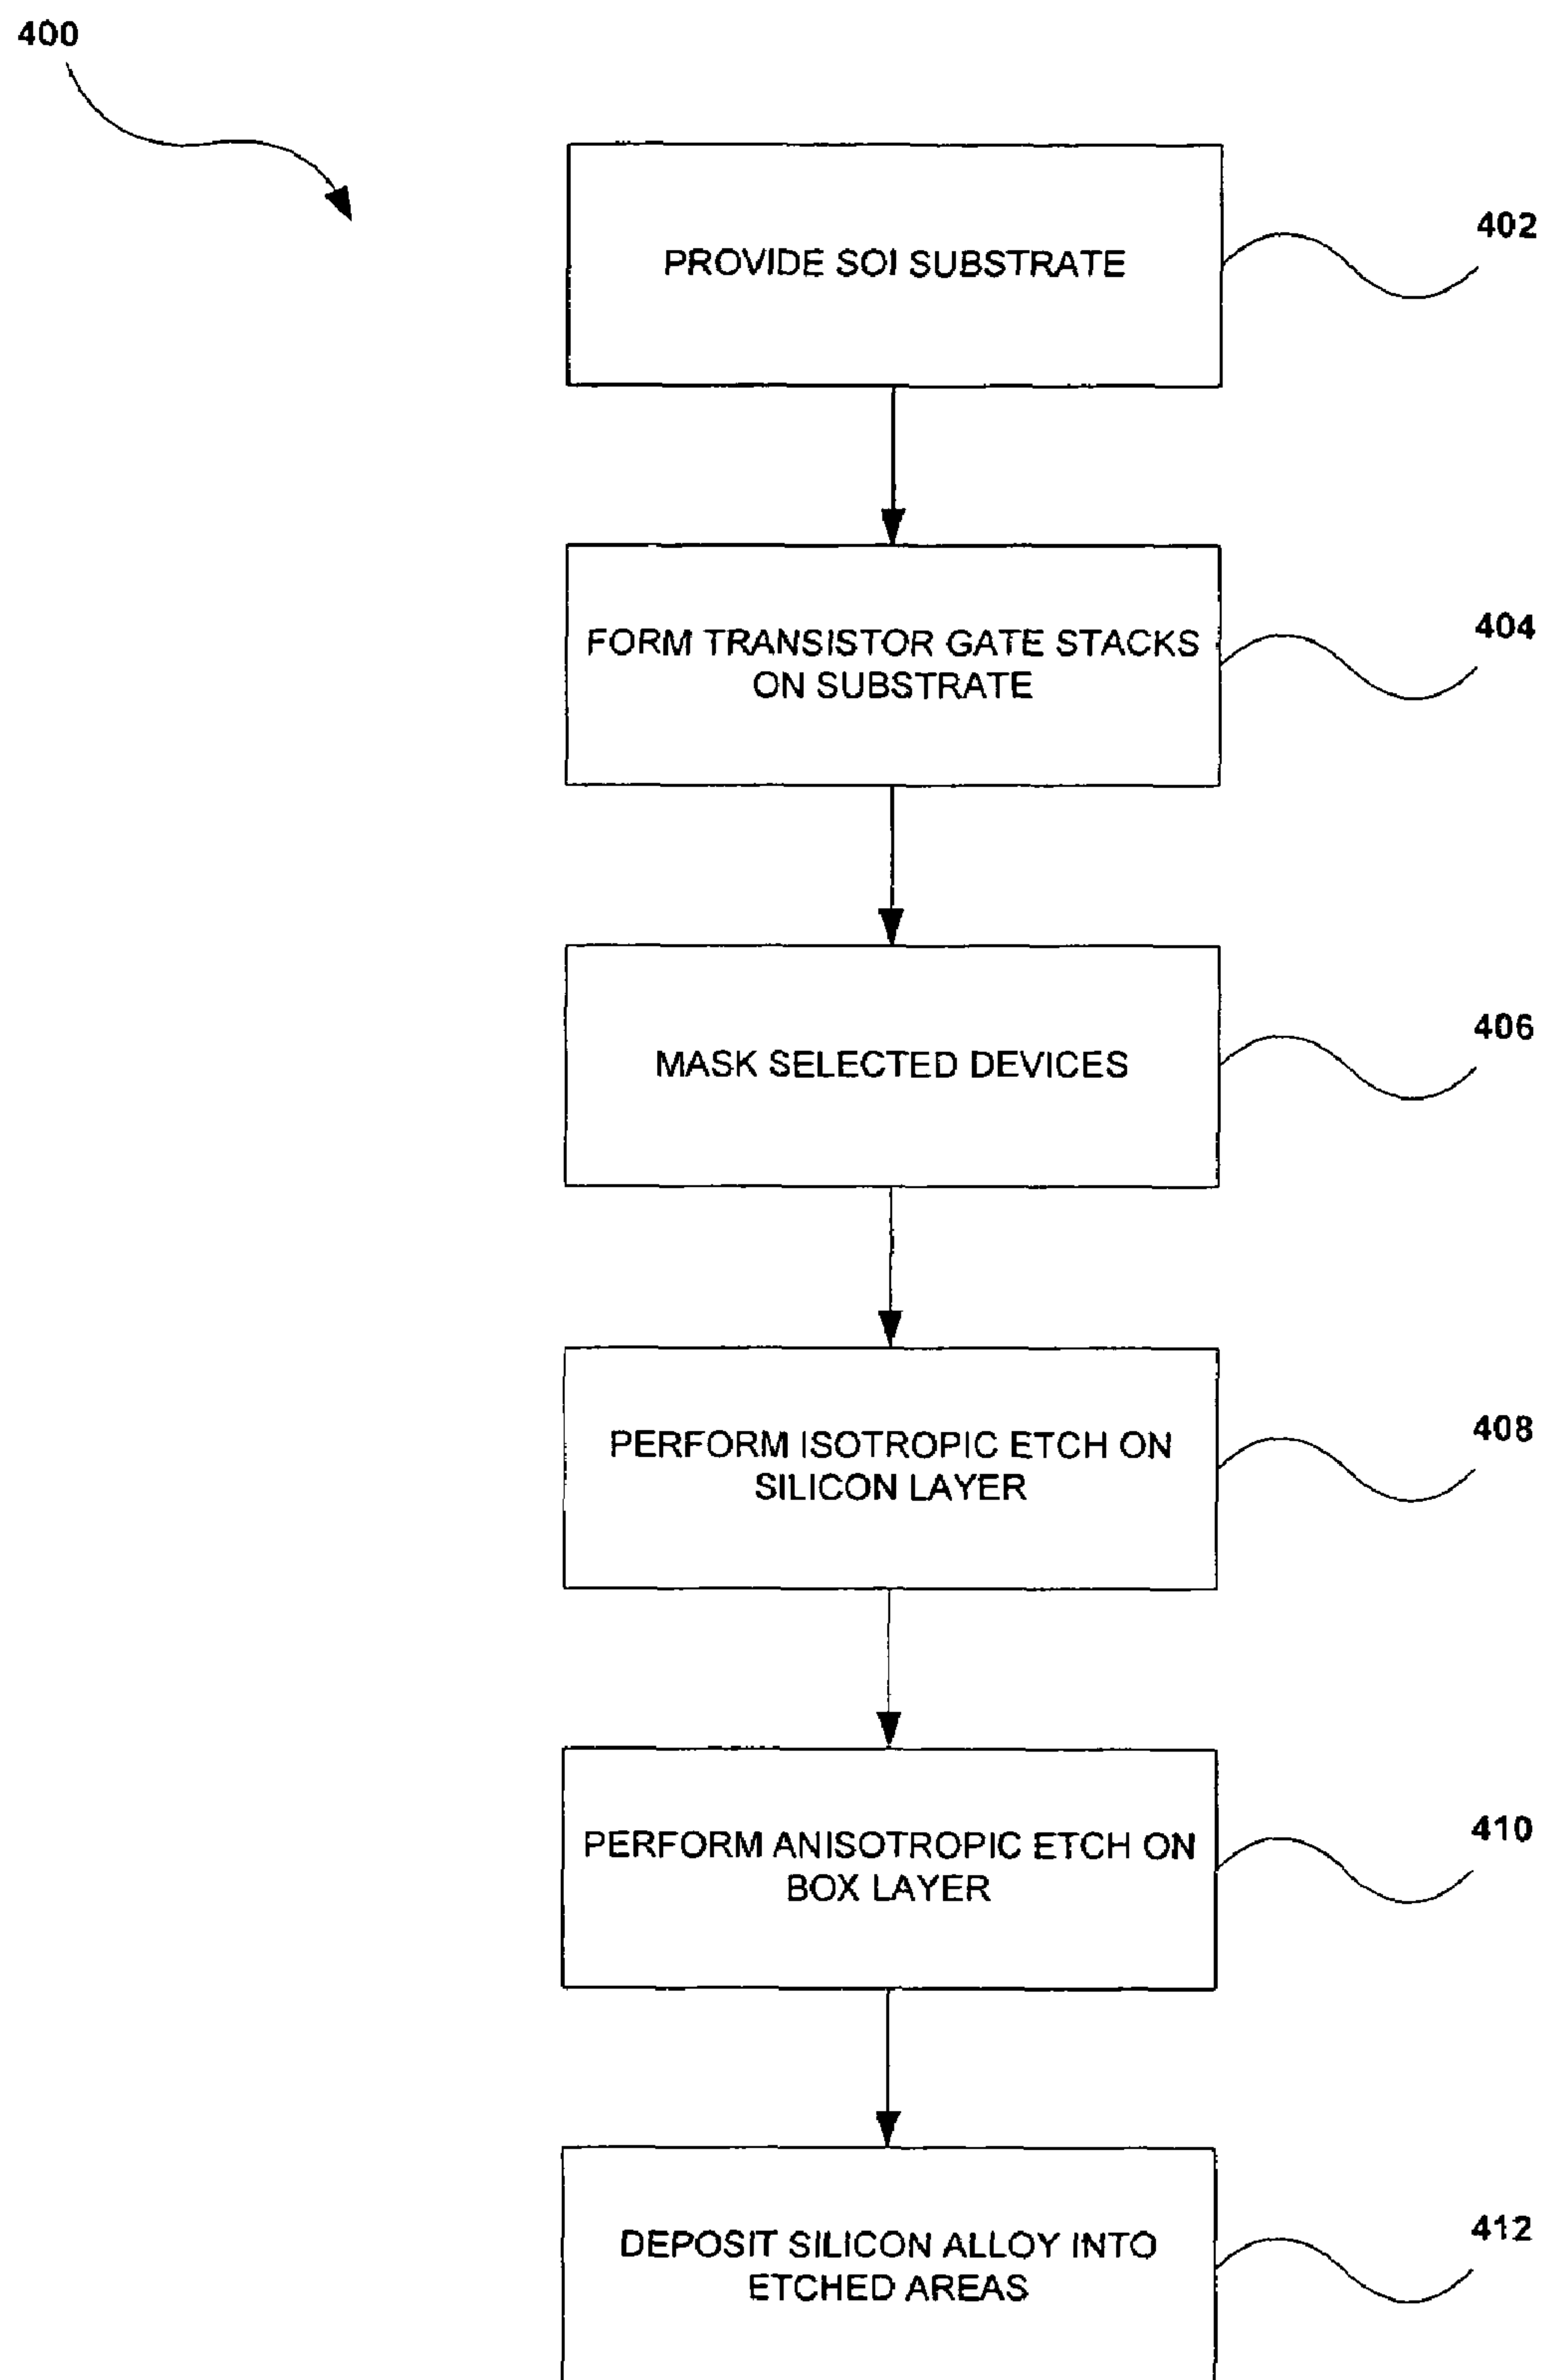 400
PROVIDE SOI SUBSTRATE
402
FORM TRANSISTOR GATE STACKS
ON SUBSTRATE
404
MASK SELECTED DEVICES
406
PERFORM ISOTROPIC ETCH ON
SILICON LAYER
408
PERFORM ANISOTROPIC ETCH ON
BOX LAYER
410
DEPOSIT SILICON ALLOY INTO
ETCHED AREAS
412